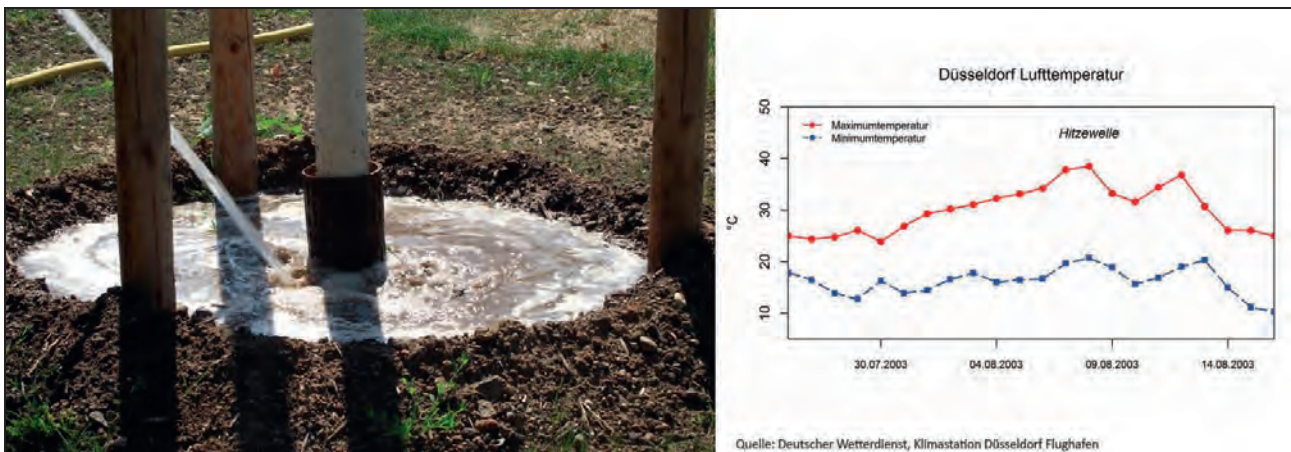 Düsseldorf Lufttemperatur
50
40
30
20
10
°C
Maximumtemperatur
Minimumtemperatur
Hitzewelle
30.07.2003
04.08.2003
09.08.2003
14.08.2003
Quelle: Deutscher Wetterdienst, Klimastation Düsseldorf Flughafen